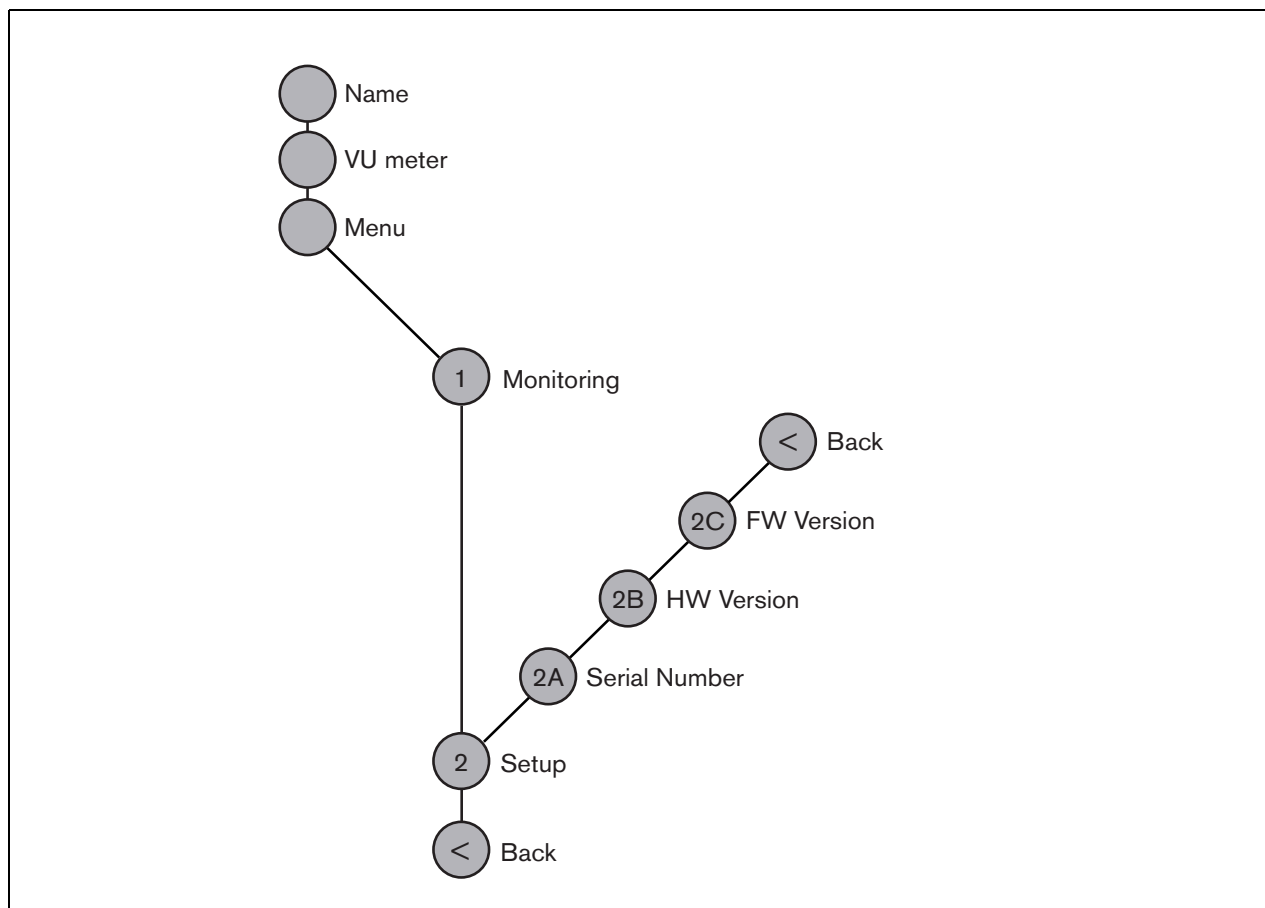 Name
VU meter
Menu
1 Monitoring
< Back
2C FW Version
2B HW Version
2A Serial Number
2 Setup
< Back